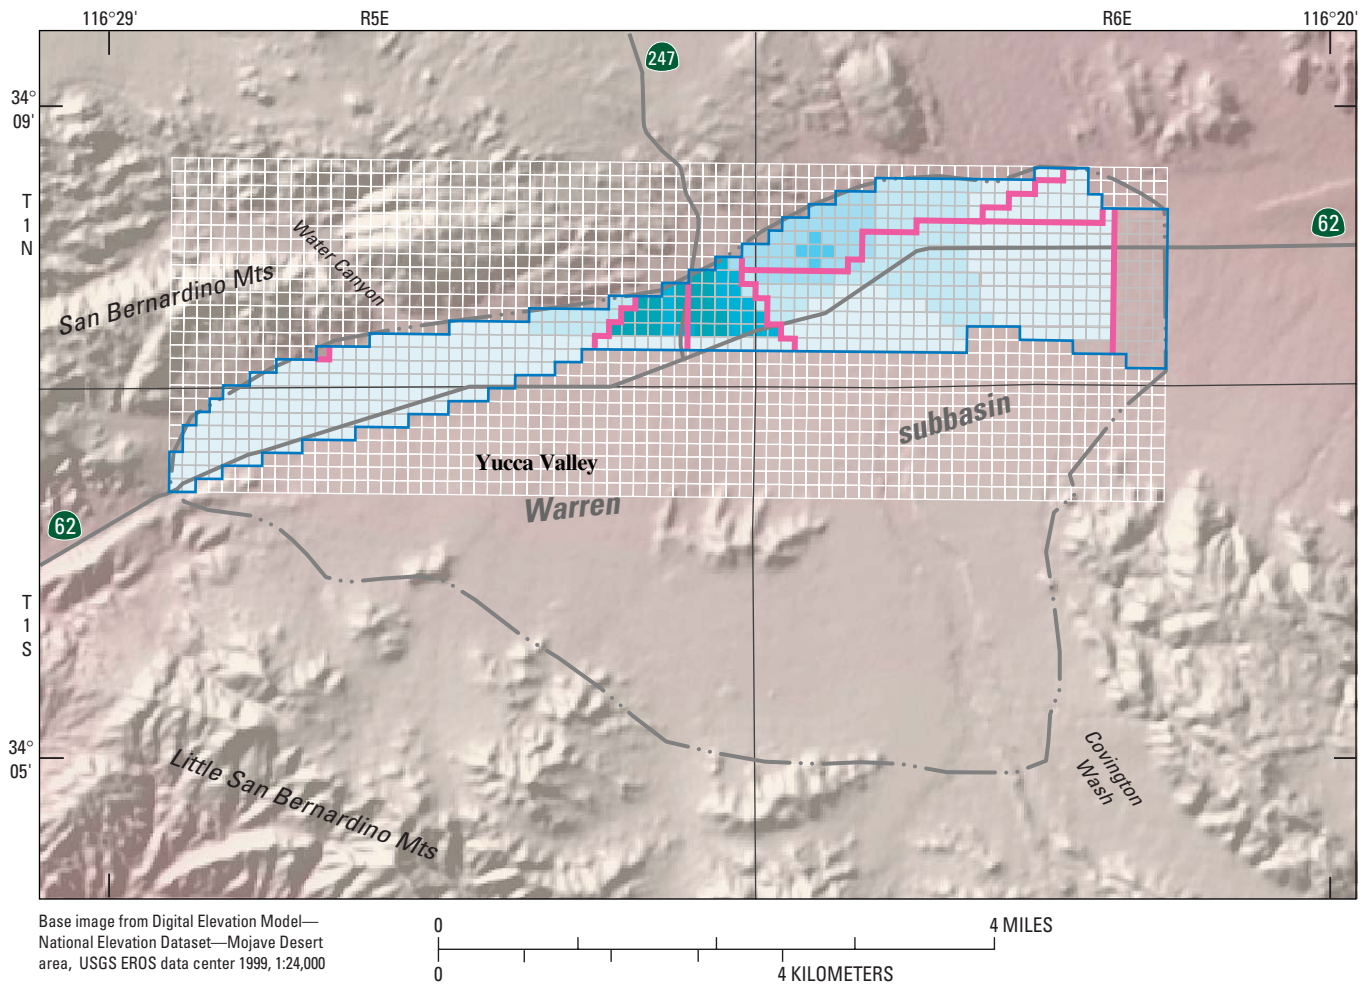 116°29'
R5E
R6E
116°20'
247
34°
09'
T
1
N
62
Water Canyon
San Bernardino Mts
subbasin
Yucca Valley
Warren
62
T
1
S
34°
05'
Little San Bernardino Mts
Covington
Wash
Base image from Digital Elevation Model—
National Elevation Dataset—Mojave Desert
area, USGS EROS data center 1999, 1:24,000
0
4 MILES
0
4 KILOMETERS